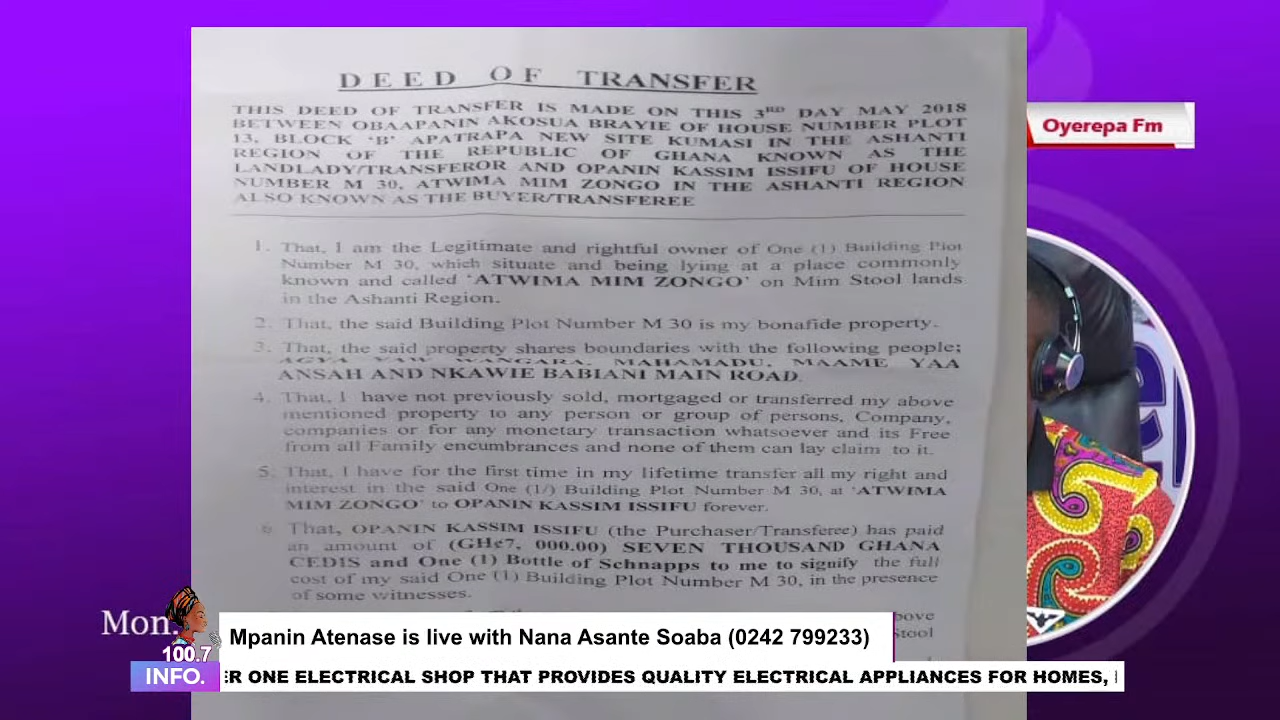 DEED OF TRANSFER
THIS DEED OF TRANSFER IS MADE ON THIS 3RD DAY MAY 2018
BETWEEN OBAAPANIN AKOSUA BRAYIE OF HOUSE NUMBER PLOT
13, BLOCK 'B' APATRAPA NEW SITE KUMASI IN THE ASHANTI
REGION OF THE REPUBLIC OF GHANA KNOWN AS THE
LANDLADY/TRANSFEROR AND OPANIN KASSIM ISSIFU OF HOUSE
NUMBER M 30, ATWIMA MIM ZONGO IN THE ASHANTI REGION
ALSO KNOWN AS THE BUYER/TRANSFEREE
1. That, I am the Legitimate and rightful owner of One (1) Building Plot
Number M 30, which situate and being lying at a place commonly
known and called 'ATWIMA MIM ZONGO' on Mim Stool lands
in the Ashanti Region.
2. That, the said Building Plot Number M 30 is my bonafide property.
3. That, the said property shares boundaries with the following people;
AGYA YAW WANGARA, MAHAMADU, MAAME YAA
ANSAH AND NKAWIE BABIANI MAIN ROAD.
4. That, I have not previously sold, mortgaged or transferred my above
mentioned property to any person or group of persons, Company,
companies or for any monetary transaction whatsoever and its Free
from all Family encumbrances and none of them can lay claim to it.
5. That, I have for the first time in my lifetime transfer all my right and
interest in the said One (1/) Building Plot Number M 30, at 'ATWIMA
MIM ZONGO' to OPANIN KASSIM ISSIFU forever.
6 That, OPANIN KASSIM ISSIFU (the Purchaser/Transferee) has paid
an amount of (GH¢7, 000.00) SEVEN THOUSAND GHANA
CEDIS and One (1) Bottle of Schnapps to me to signify the full
cost of my said One (1) Building Plot Number M 30, in the presence
of some witnesses.
bove
Stool
Oyerepa Fm
Mon
Mpanin Atenase is live with Nana Asante Soaba (0242 799233)
100.7
INFO.
ER ONE ELECTRICAL SHOP THAT PROVIDES QUALITY ELECTRICAL APPLIANCES FOR HOMES,